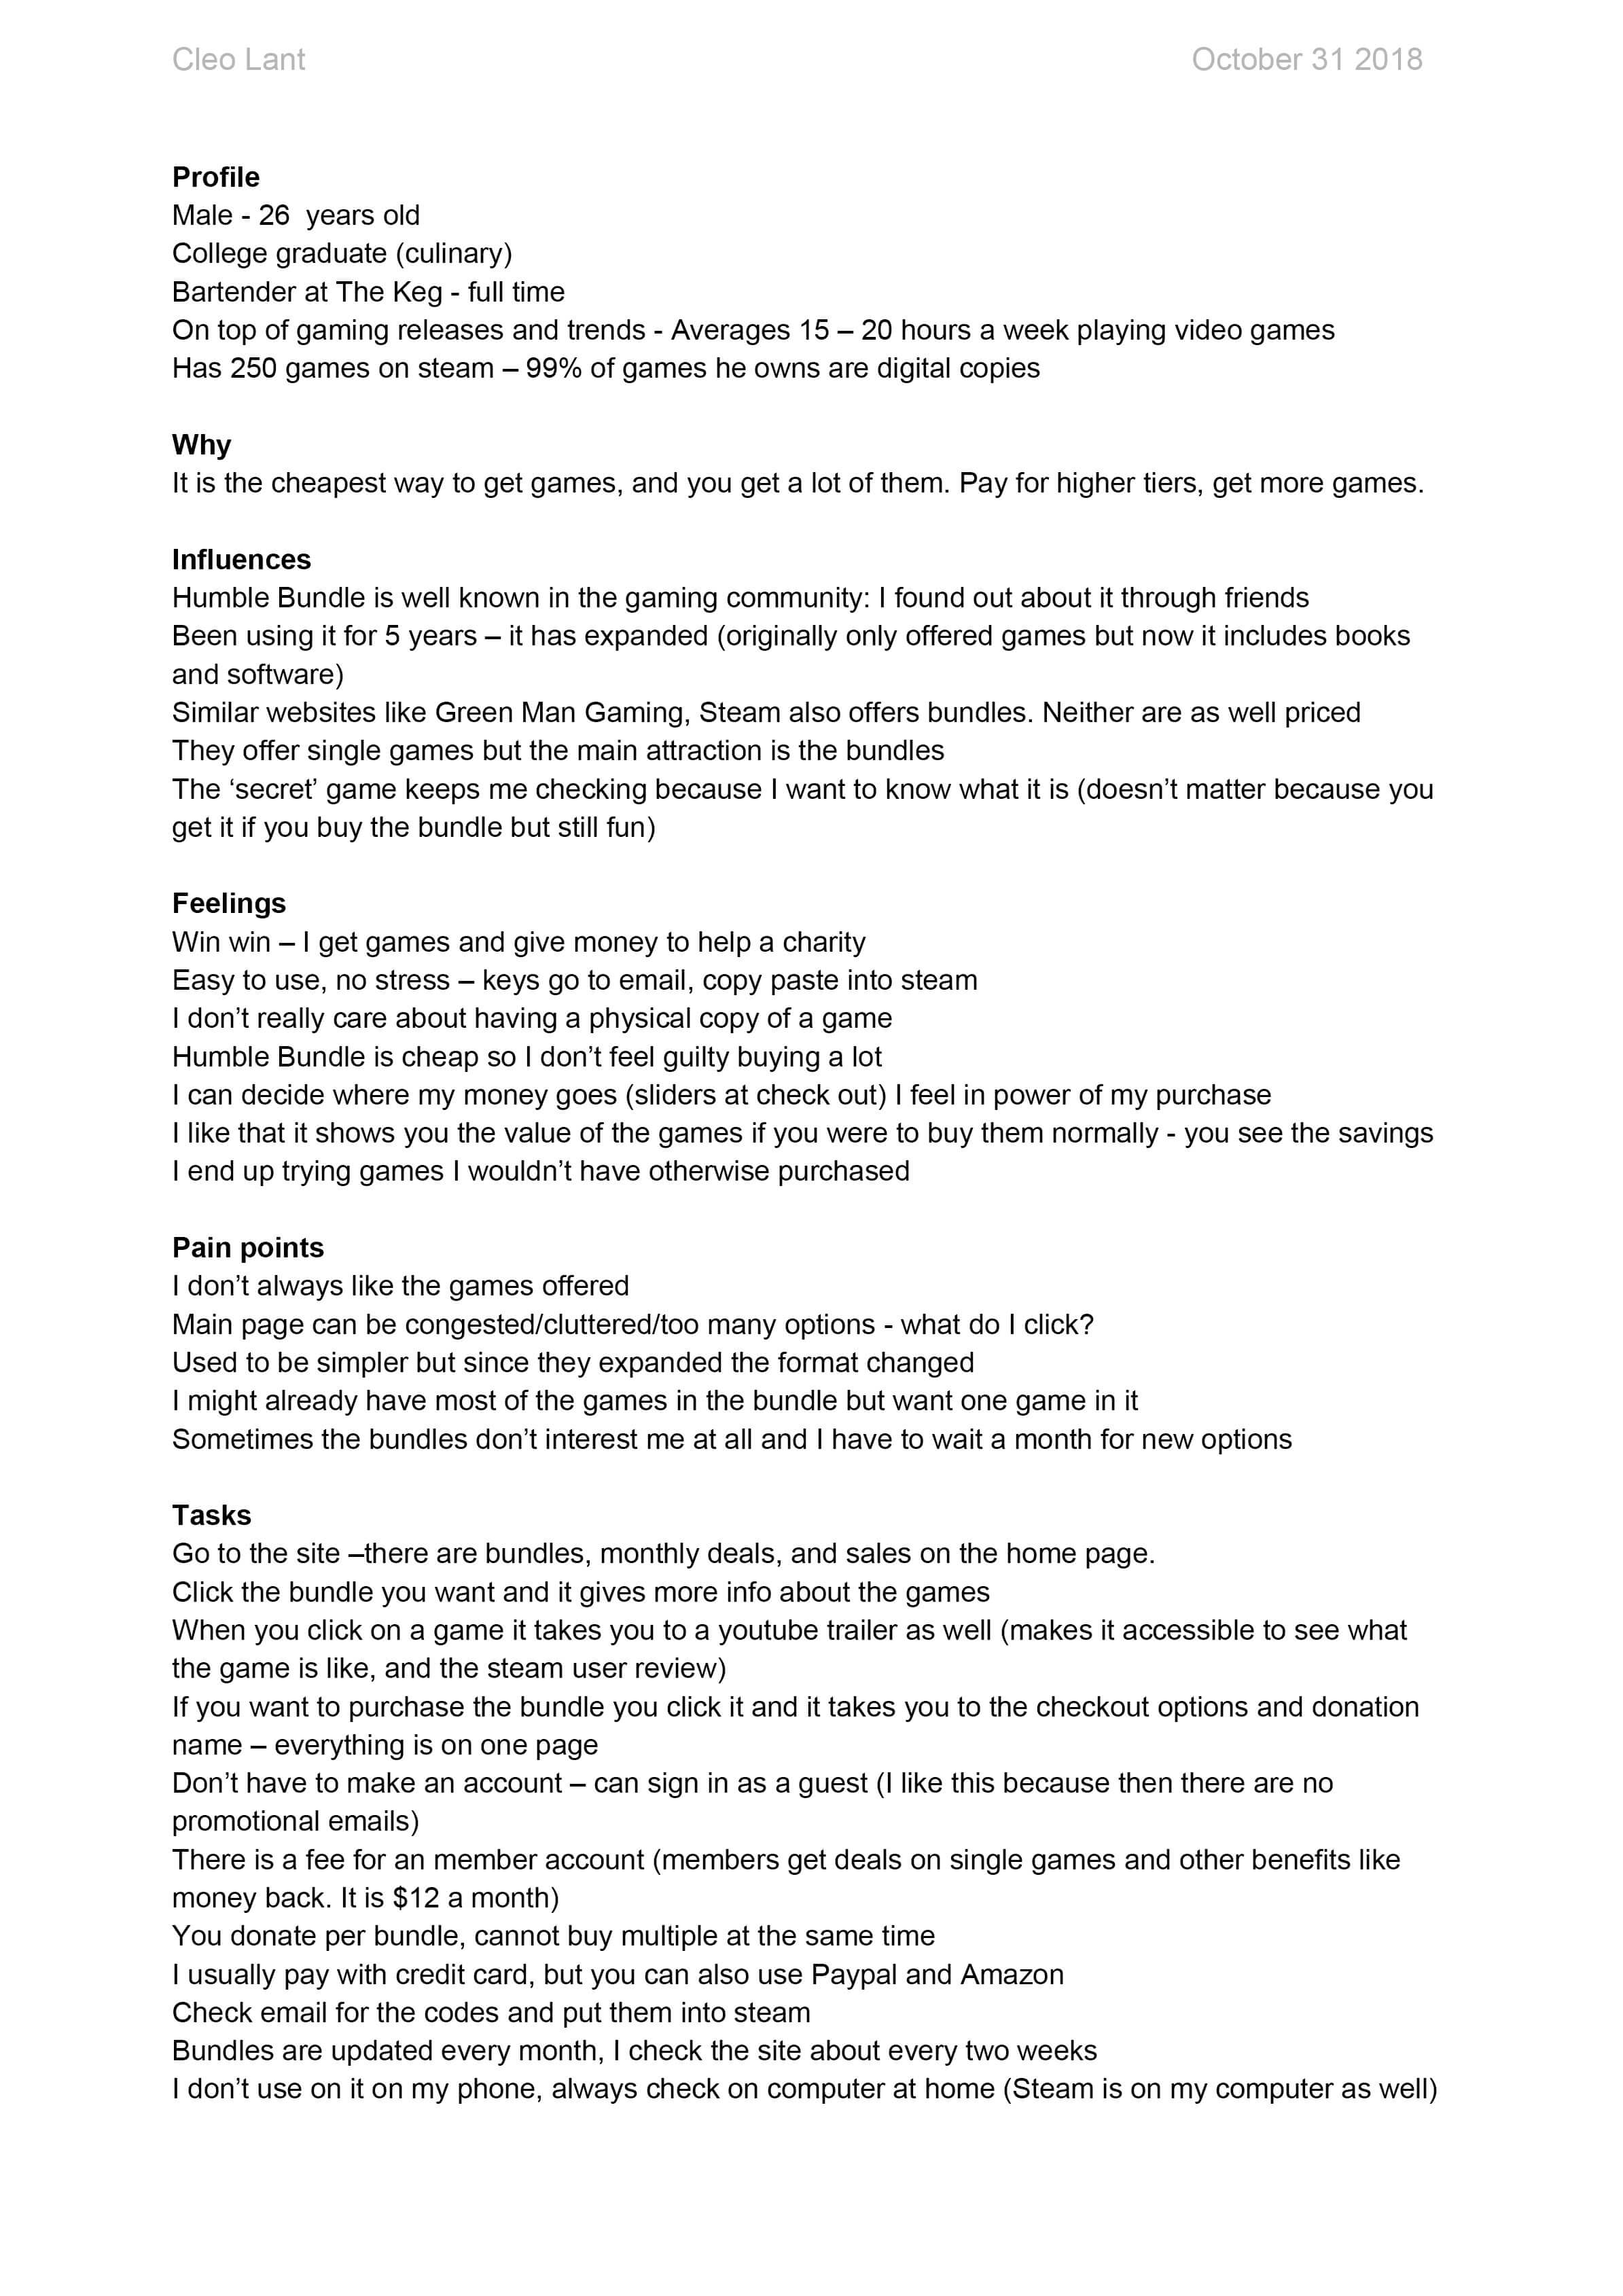 Cleo Lant October 31 2018
Profile
Male - 26  years old
College graduate (culinary)
Bartender at The Keg - full time
On top of gaming releases and trends - Averages 15 – 20 hours a week playing video games
Has 250 games on steam – 99% of games he owns are digital copies
Why
It is the cheapest way to get games, and you get a lot of them. Pay for higher tiers, get more games.
Influences
Humble Bundle is well known in the gaming community: I found out about it through friends
Been using it for 5 years – it has expanded (originally only offered games but now it includes books
and software)
Similar websites like Green Man Gaming, Steam also offers bundles. Neither are as well priced
They offer single games but the main attraction is the bundles
The ‘secret’ game keeps me checking because I want to know what it is (doesn’t matter because you
get it if you buy the bundle but still fun)
Feelings
Win win – I get games and give money to help a charity
Easy to use, no stress – keys go to email, copy paste into steam
I don’t really care about having a physical copy of a game
Humble Bundle is cheap so I don’t feel guilty buying a lot
I can decide where my money goes (sliders at check out) I feel in power of my purchase
I like that it shows you the value of the games if you were to buy them normally - you see the savings
I end up trying games I wouldn’t have otherwise purchased
Pain points
I don’t always like the games offered
Main page can be congested/cluttered/too many options - what do I click?
Used to be simpler but since they expanded the format changed
I might already have most of the games in the bundle but want one game in it
Sometimes the bundles don’t interest me at all and I have to wait a month for new options
Tasks
Go to the site –there are bundles, monthly deals, and sales on the home page.
Click the bundle you want and it gives more info about the games
When you click on a game it takes you to a youtube trailer as well (makes it accessible to see what
the game is like, and the steam user review)
If you want to purchase the bundle you click it and it takes you to the checkout options and donation
name – everything is on one page
Don’t have to make an account – can sign in as a guest (I like this because then there are no
promotional emails)
There is a fee for an member account (members get deals on single games and other benefits like
money back. It is $12 a month)
You donate per bundle, cannot buy multiple at the same time
I usually pay with credit card, but you can also use Paypal and Amazon
Check email for the codes and put them into steam
Bundles are updated every month, I check the site about every two weeks
I don’t use on it on my phone, always check on computer at home (Steam is on my computer as well)